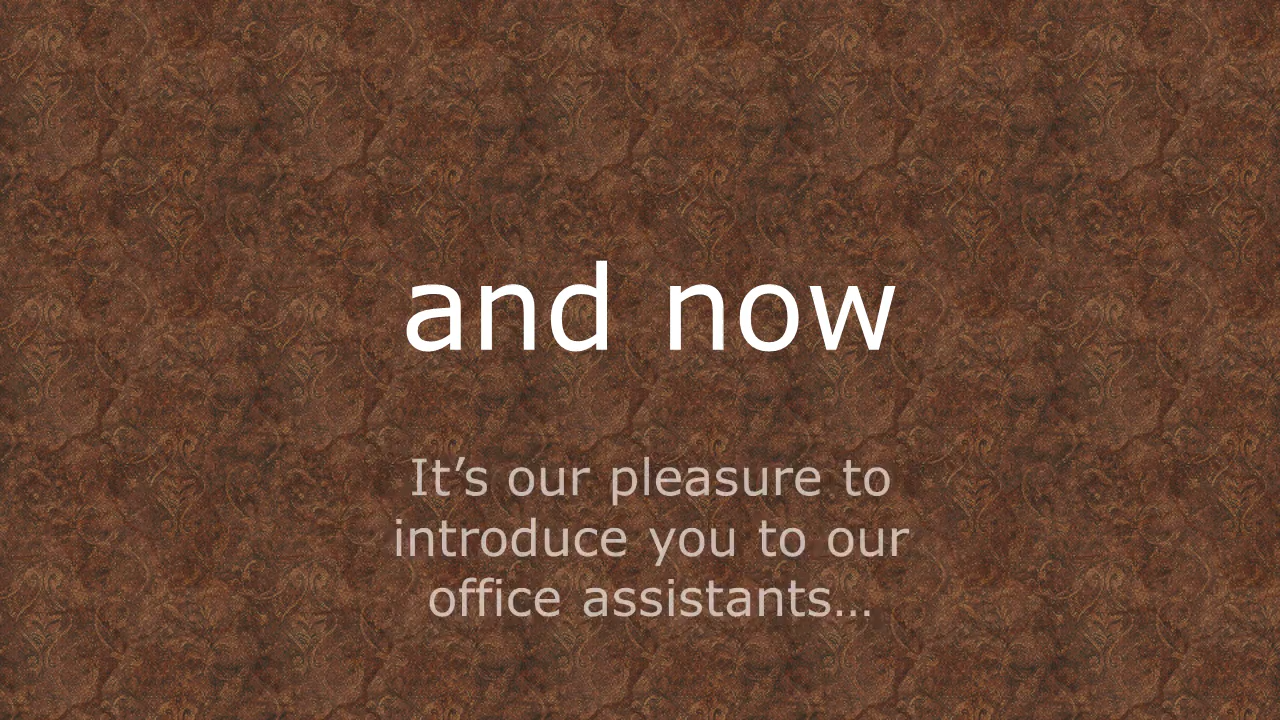 and now
It’s our pleasure to
introduce you to our
office assistants…